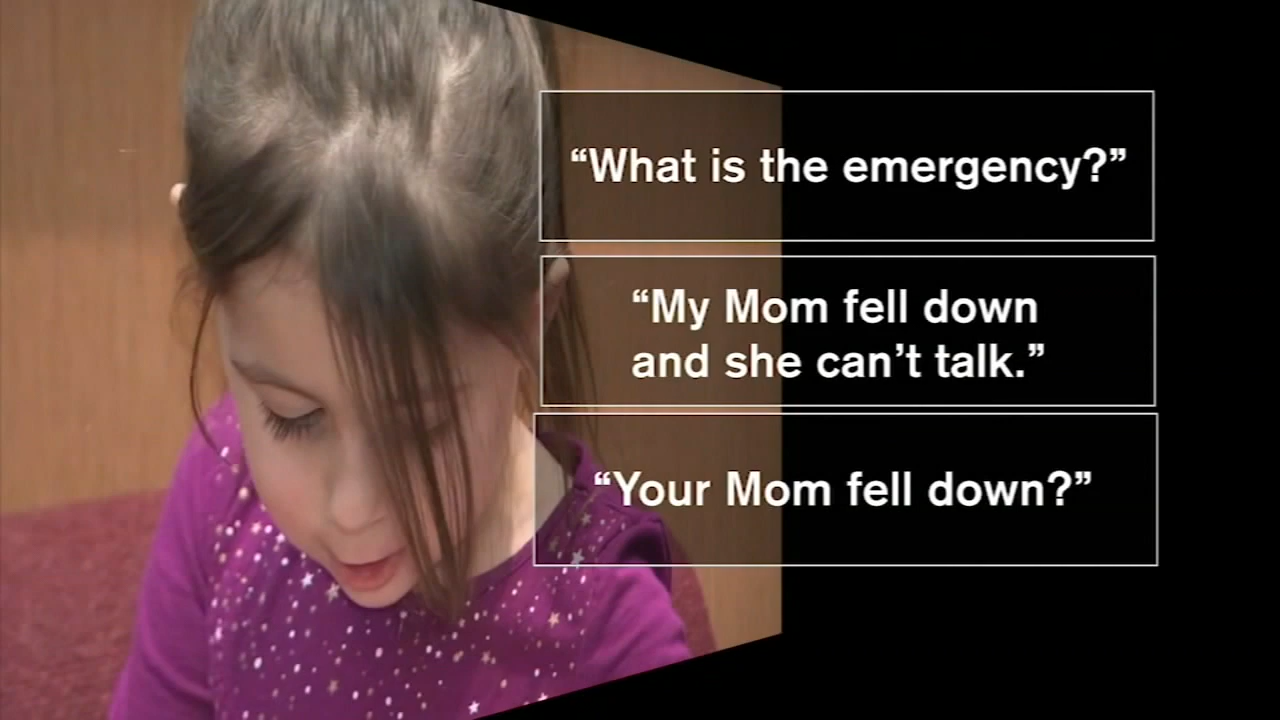 “What is the emergency?”
“My Mom fell down
and she can’t talk.”
“Your Mom fell down?”